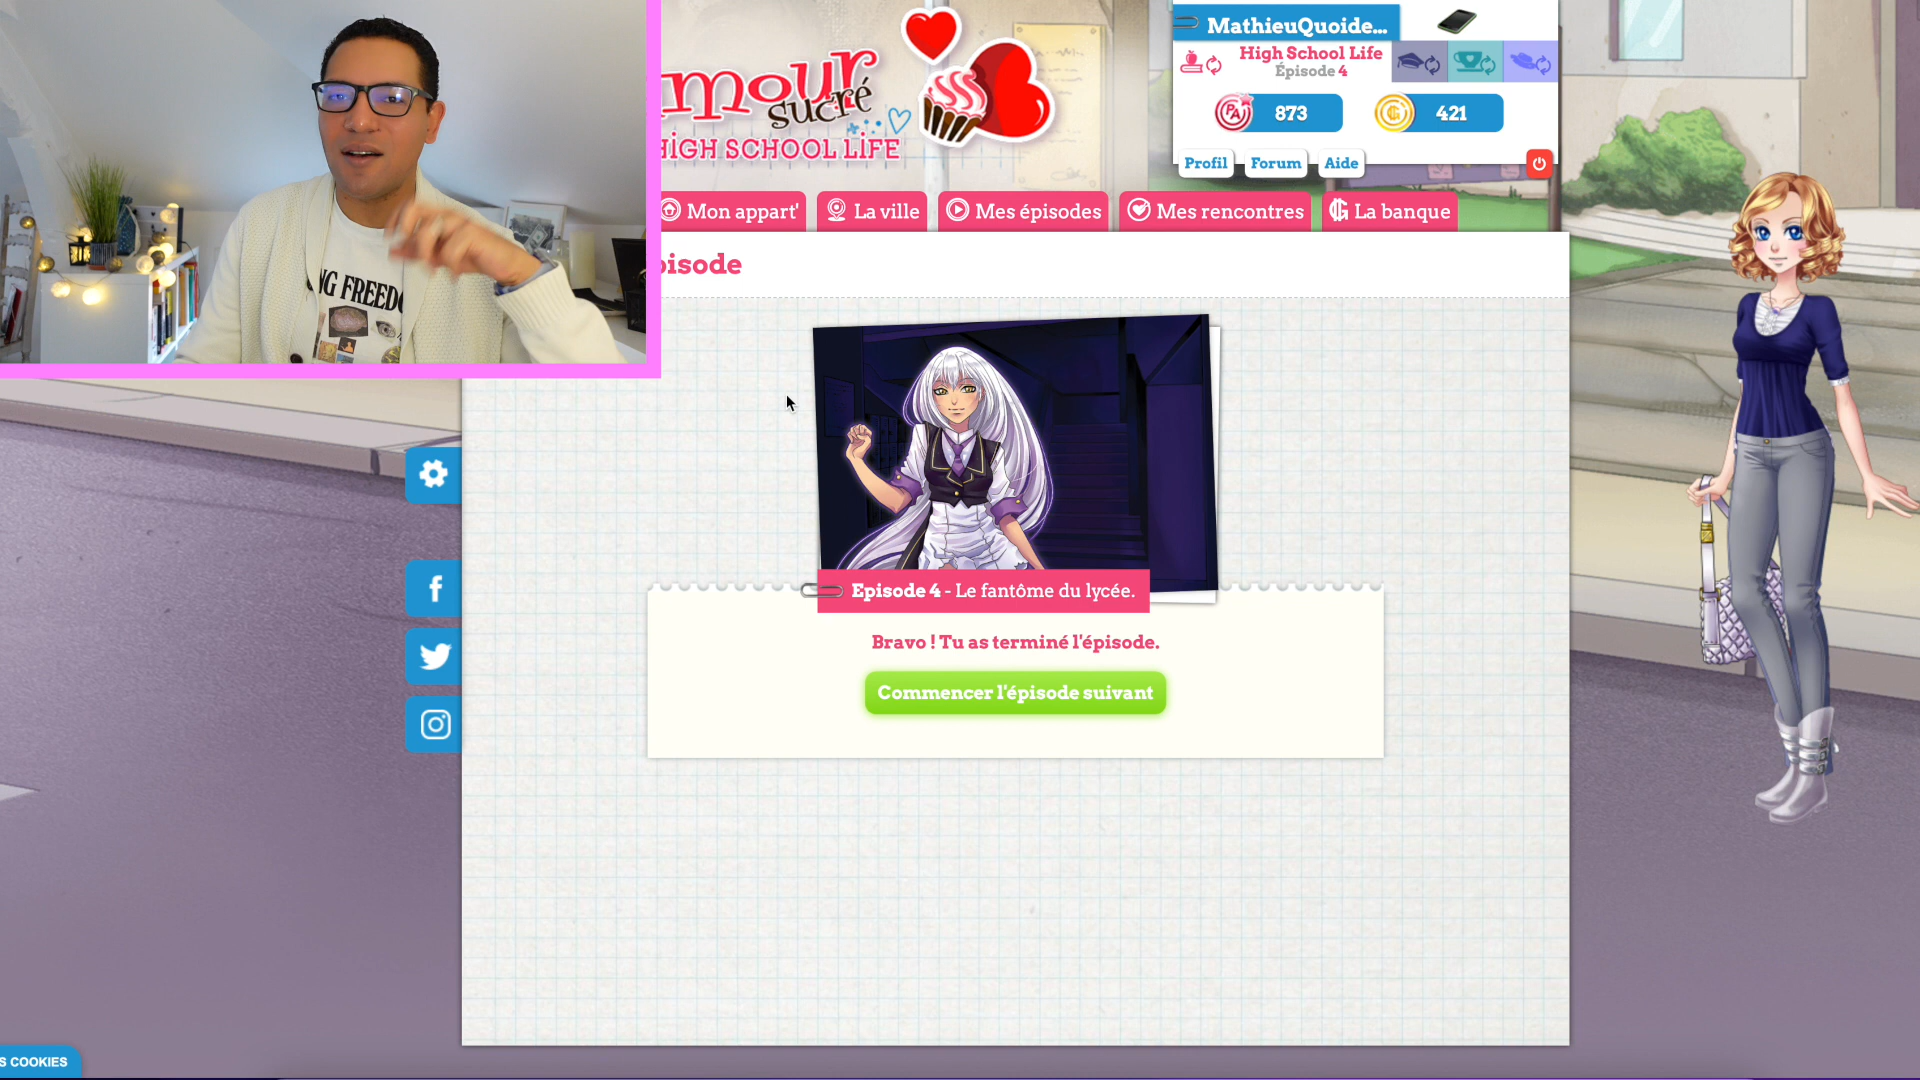 mour
sucré
HIGH SCHOOL LIFE
MathieuQuoide...
High School Life
Épisode 4
873
421
Profil
Forum
Aide
Mon appart'
La ville
Mes épisodes
Mes rencontres
La banque
pisode
NG FREEDO
Episode 4 - Le fantôme du lycée.
Bravo ! Tu as terminé l'épisode.
Commencer l'épisode suivant
S COOKIES